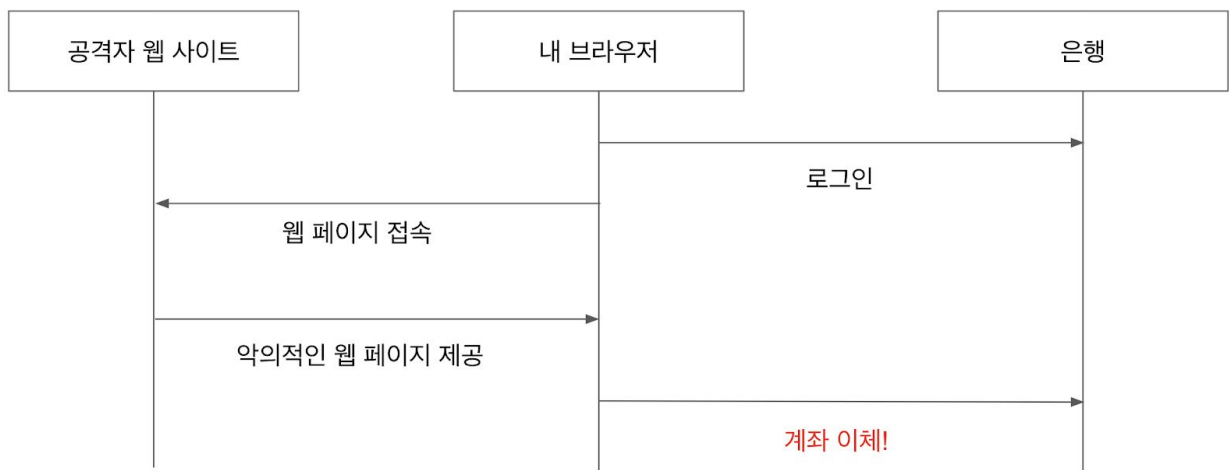 공격자 웹 사이트
내 브라우저
은행
로그인
웹 페이지 접속
악의적인 웹 페이지 제공
계좌 이체!